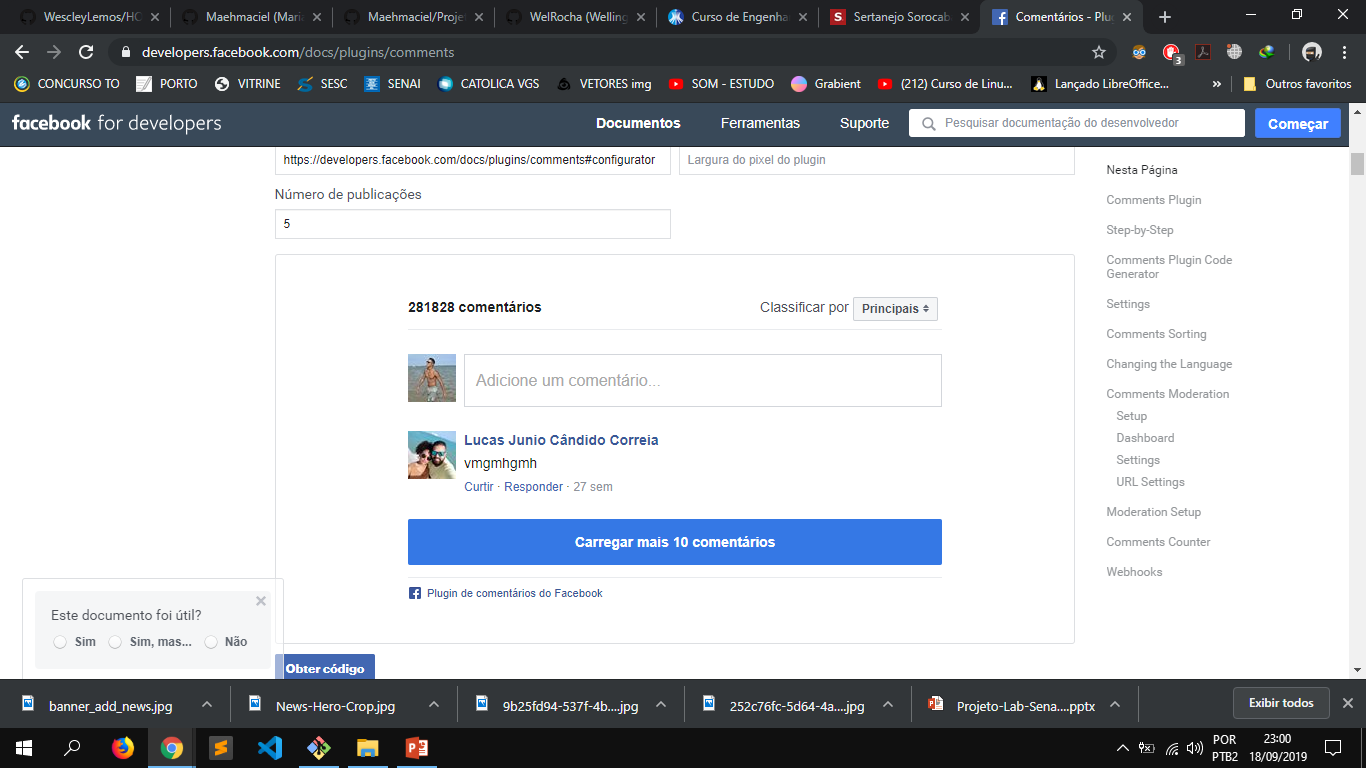 WescleyLemos/HC
Maehmaciel (Maria
Maehmaciel/Projet
WelRocha (Welling
Curso de Engenha
Sertanejo Sorocab
Comentários - Plug
developers.facebook.com/docs/plugins/comments
3
CONCURSO TO
PORTO
VITRINE
SESC
SENAI
CATOLICA VGS
VETORES img
SOM - ESTUDO
Grabient
(212) Curso de Linu...
Lançado LibreOffice...
»
Outros favoritos
facebook for developers
Documentos
Ferramentas
Suporte
Pesquisar documentação do desenvolvedor
Começar
https://developers.facebook.com/docs/plugins/comments#configurator
Largura do pixel do plugin
Número de publicações
5
281828 comentários
Classificar por
Principais
Adicione um comentário...
Lucas Junio Cândido Correia
vmgmhgmh
Curtir · Responder · 27 sem
Carregar mais 10 comentários
Plugin de comentários do Facebook
Obter código
Nesta Página
Comments Plugin
Step-by-Step
Comments Plugin Code
Generator
Settings
Comments Sorting
Changing the Language
Comments Moderation
Setup
Dashboard
Settings
URL Settings
Moderation Setup
Comments Counter
Webhooks
Este documento foi útil?
Sim
Sim, mas...
Não
banner_add_news.jpg
News-Hero-Crop.jpg
9b25fd94-537f-4b....jpg
252c76fc-5d64-4a....jpg
Projeto-Lab-Sena....pptx
Exibir todos
POR
PTB2
23:00
18/09/2019